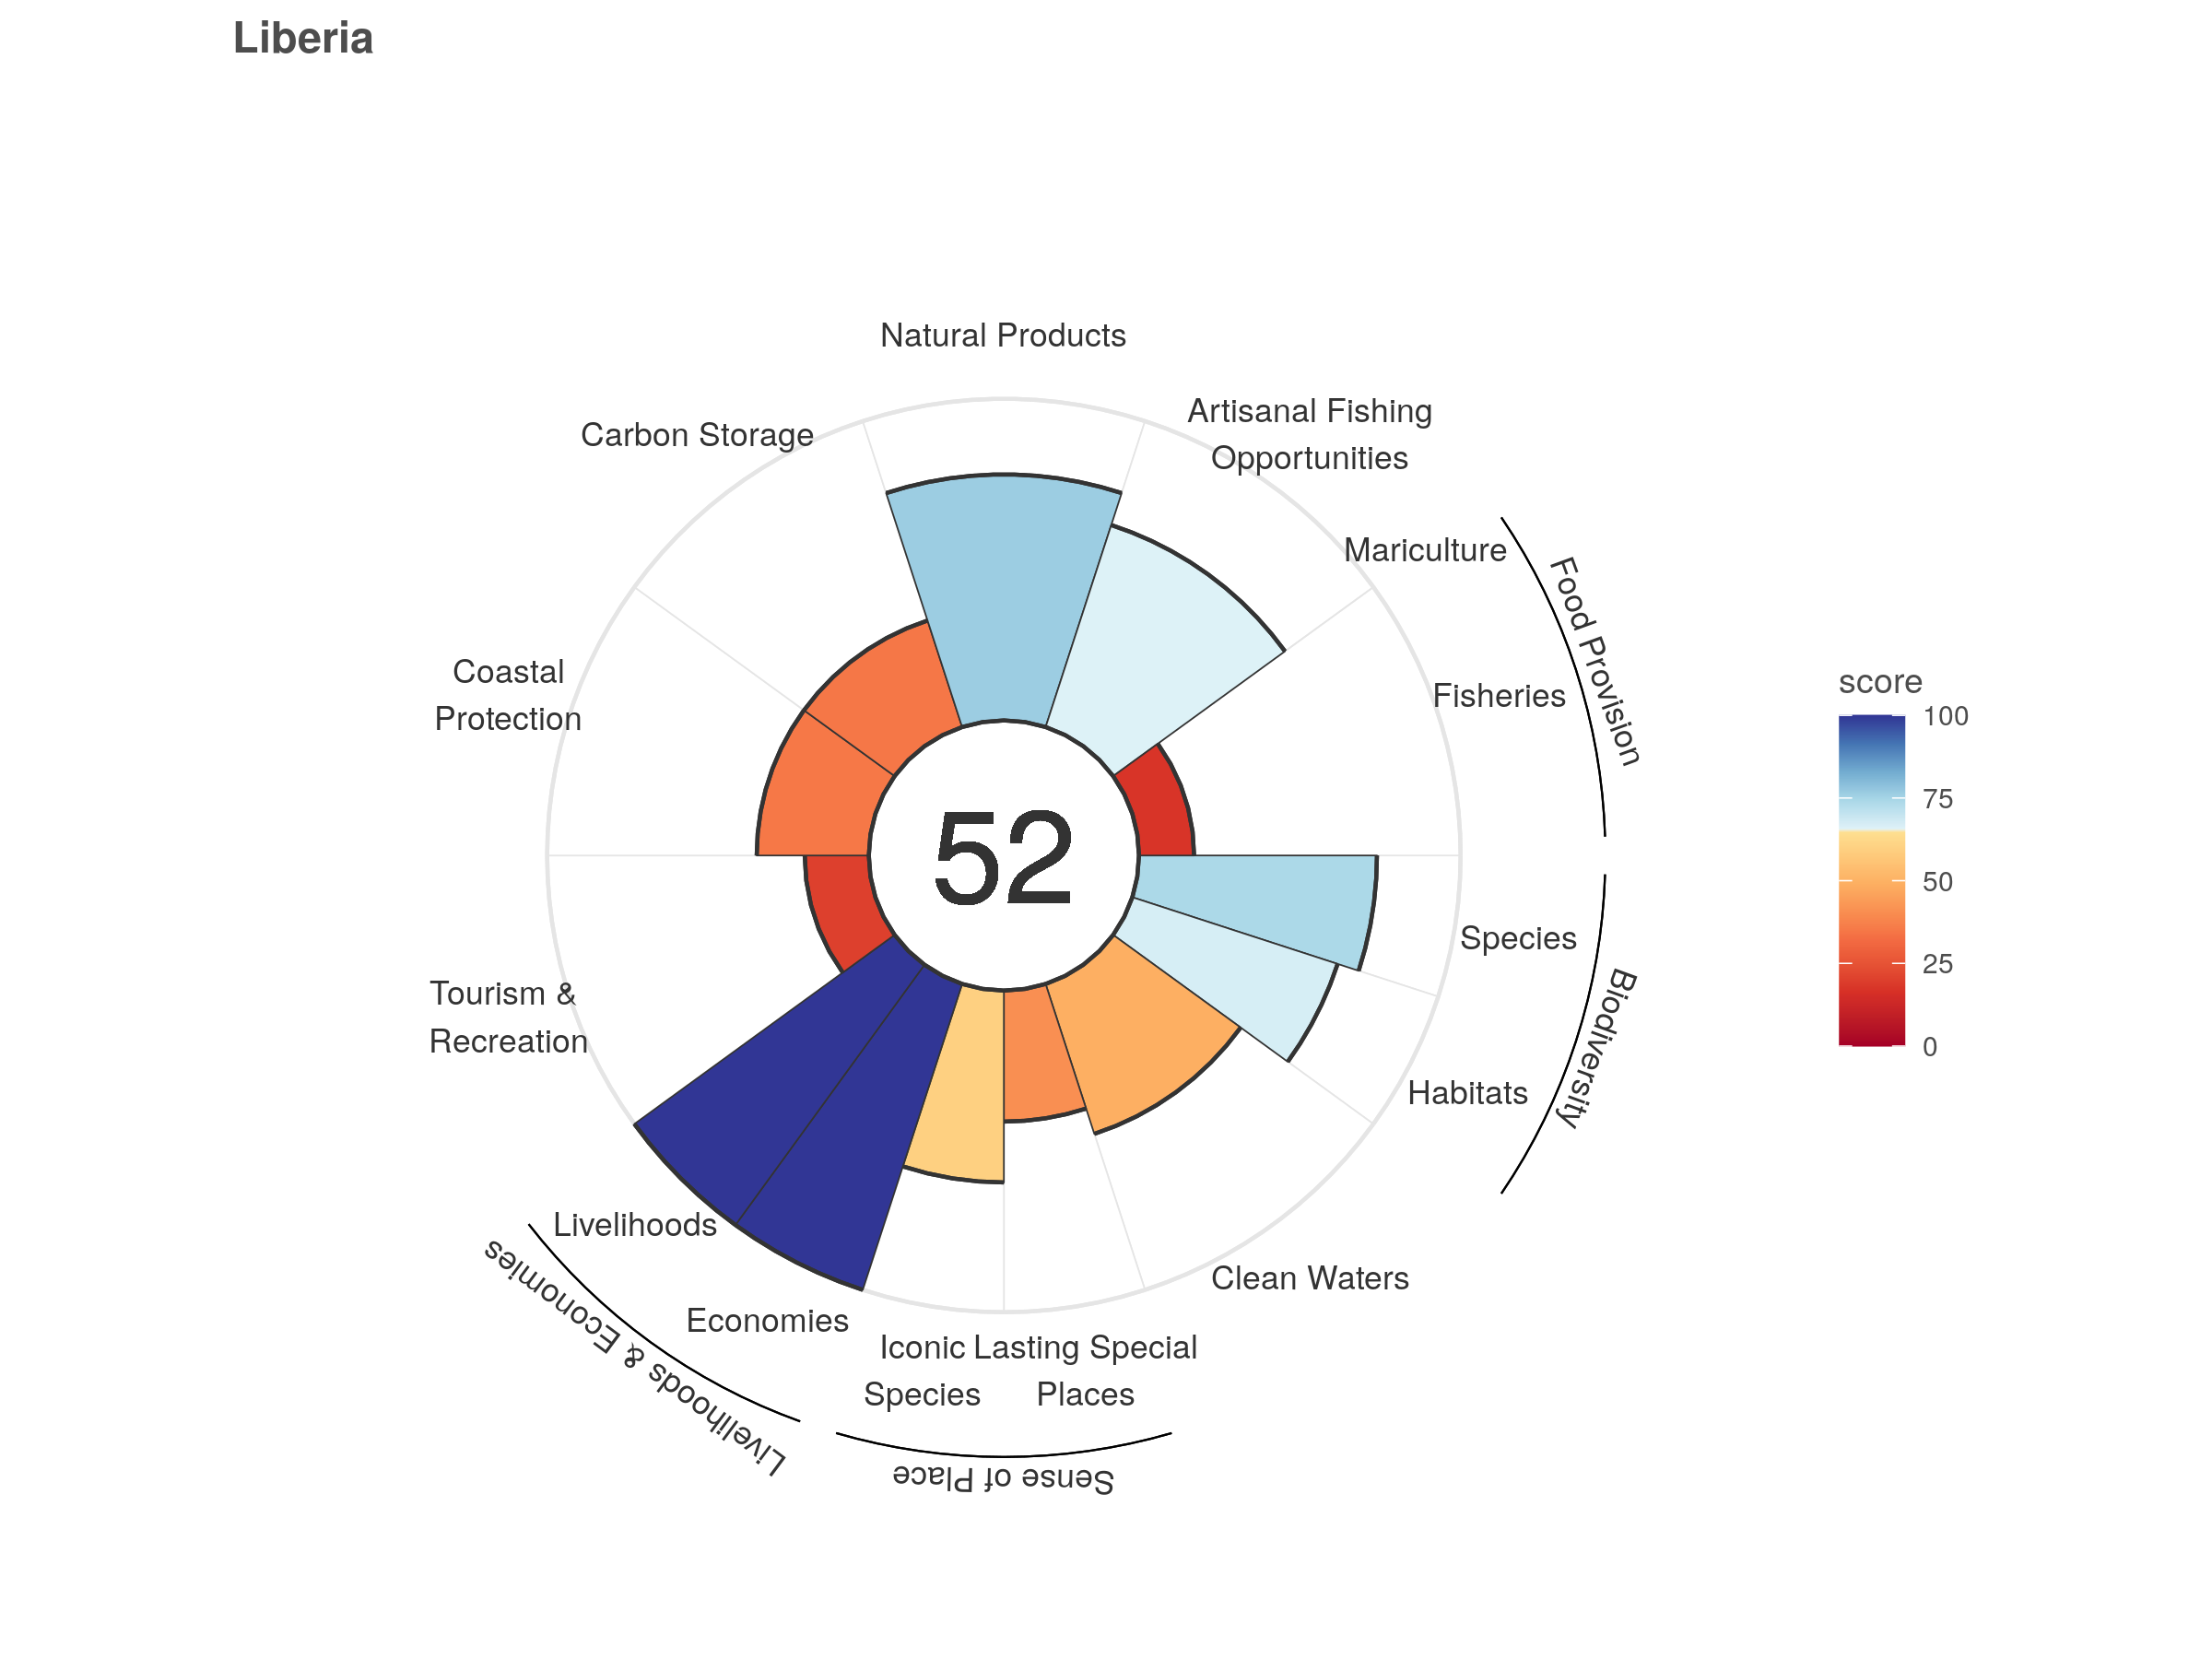 Liberia
Natural Products
Artisanal Fishing
Opportunities
Carbon Storage
Mariculture
Food Provision
Fisheries
Coastal
Protection
score
100
75
50
25
0
52
Species
Biodiversity
Habitats
Tourism &
Recreation
Livelihoods
Livelihoods & Economies
Economies
Clean Waters
Iconic
Species
Lasting Special
Places
Sense of Place